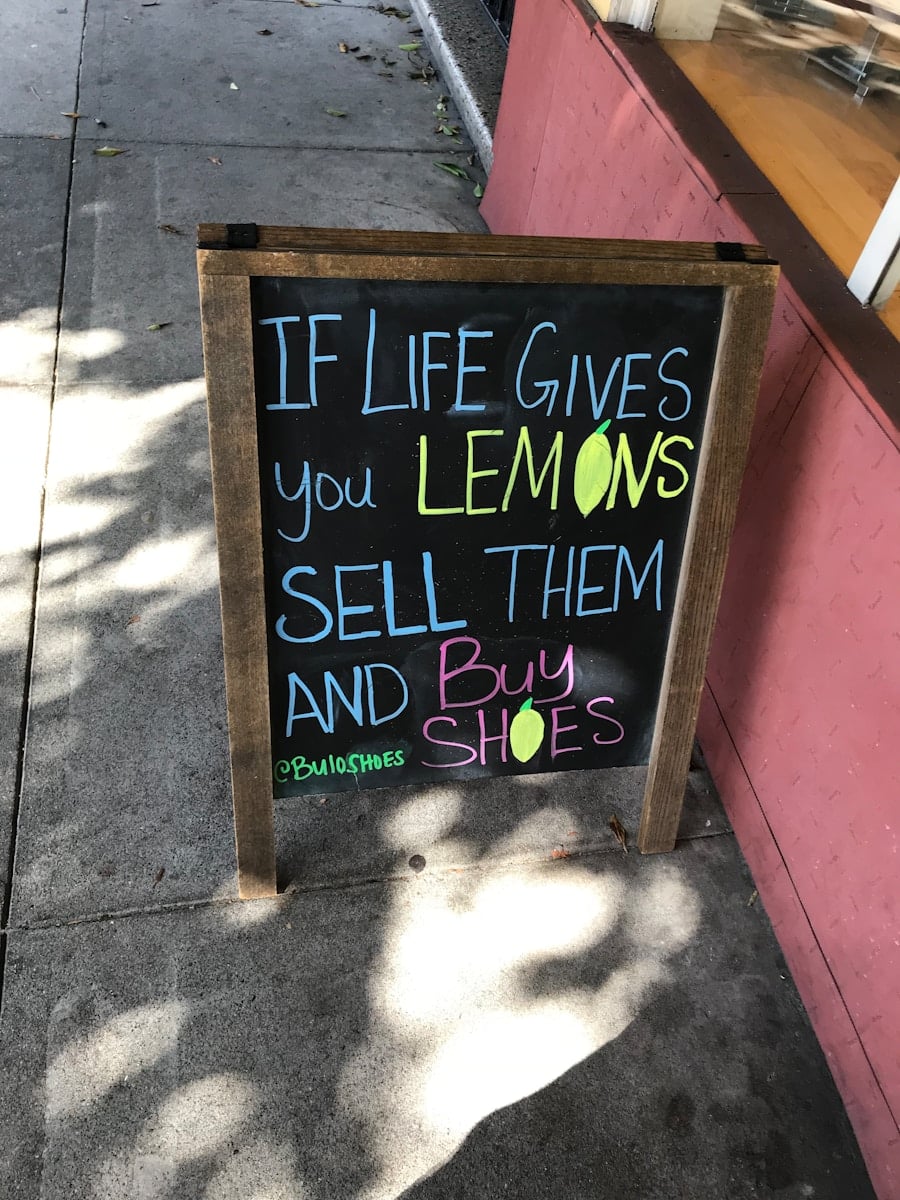 IF LIFE GIVES
you LEMONS
SELL THEM
AND Buy
SHOES
@BuloShoes